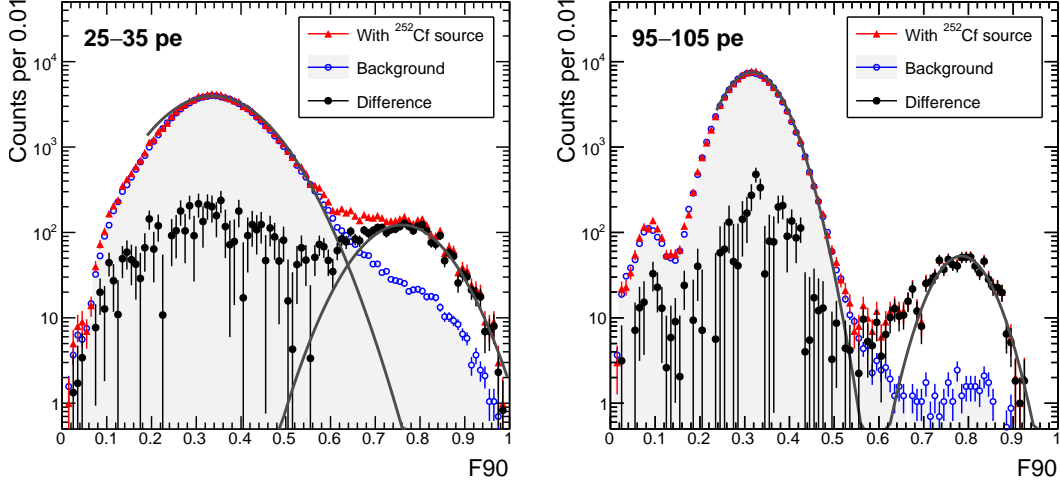 25–35 pe
With ²⁵²Cf source
Background
Difference
Counts per 0.01
10⁴
10³
10²
10
1
0 0.1 0.2 0.3 0.4 0.5 0.6 0.7 0.8 0.9 1
F90
95–105 pe
With ²⁵²Cf source
Background
Difference
Counts per 0.01
10⁴
10³
10²
10
1
0 0.1 0.2 0.3 0.4 0.5 0.6 0.7 0.8 0.9 1
F90